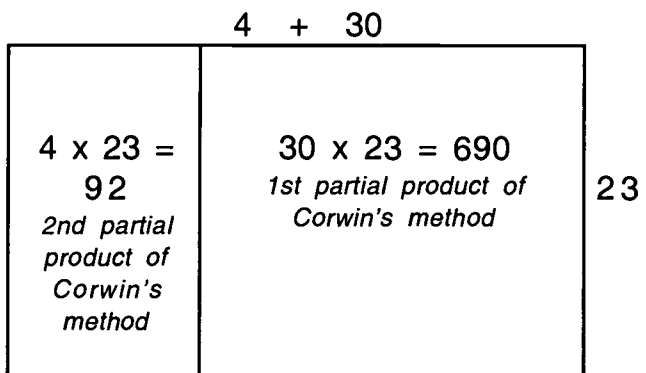 4 + 30
4 x 23 =
92
2nd partial
product of
Corwin's
method
30 x 23 = 690
1st partial product of
Corwin's method
23